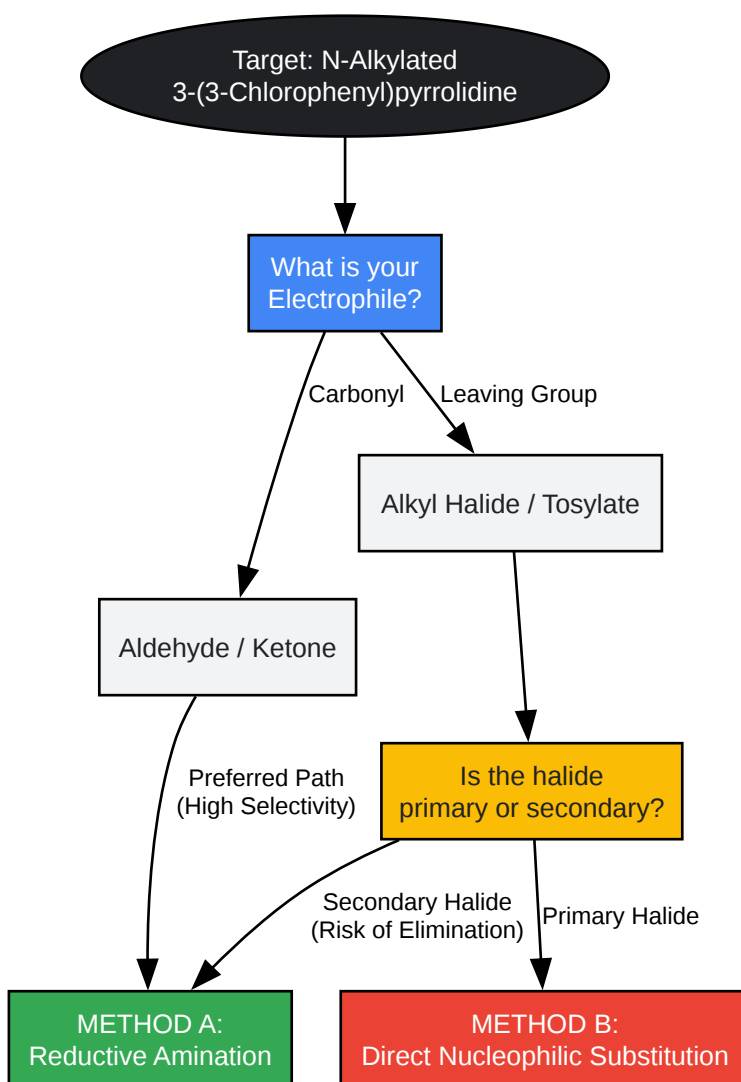 Target: N-Alkylated
3-(3-Chlorophenyl)pyrrolidine
What is your
Electrophile?
Carbonyl
Leaving Group
Alkyl Halide / Tosylate
Aldehyde / Ketone
Preferred Path
(High Selectivity)
Is the halide
primary or secondary?
Secondary Halide
(Risk of Elimination)
Primary Halide
METHOD A:
Reductive Amination
METHOD B:
Direct Nucleophilic Substitution